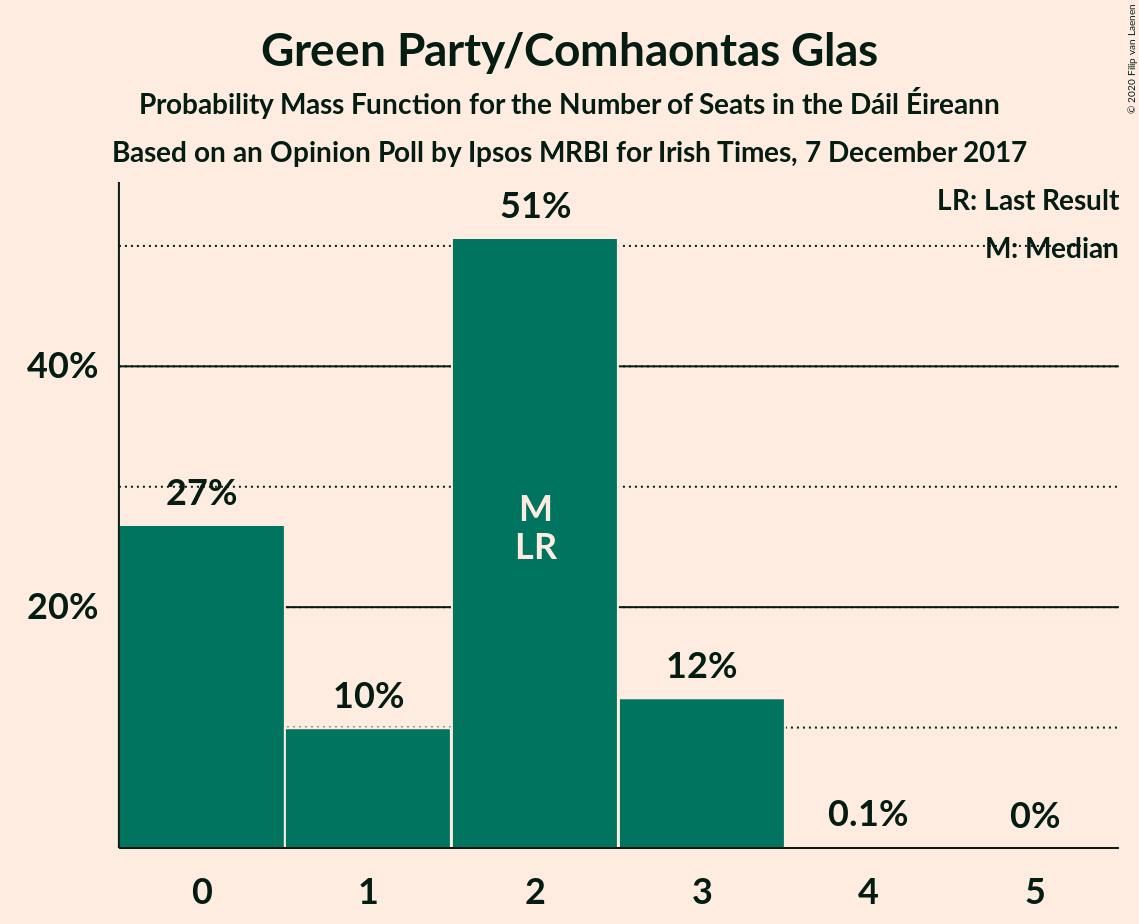 Green Party/Comhaontas Glas
Probability Mass Function for the Number of Seats in the Dáil Éireann
Based on an Opinion Poll by Ipsos MRBI for Irish Times, 7 December 2017
© 2020 Filip van Laenen
LR: Last Result
M: Median
51%
40%
27%
M
LR
20%
12%
10%
0.1%
0%
0 1 2 3 4 5